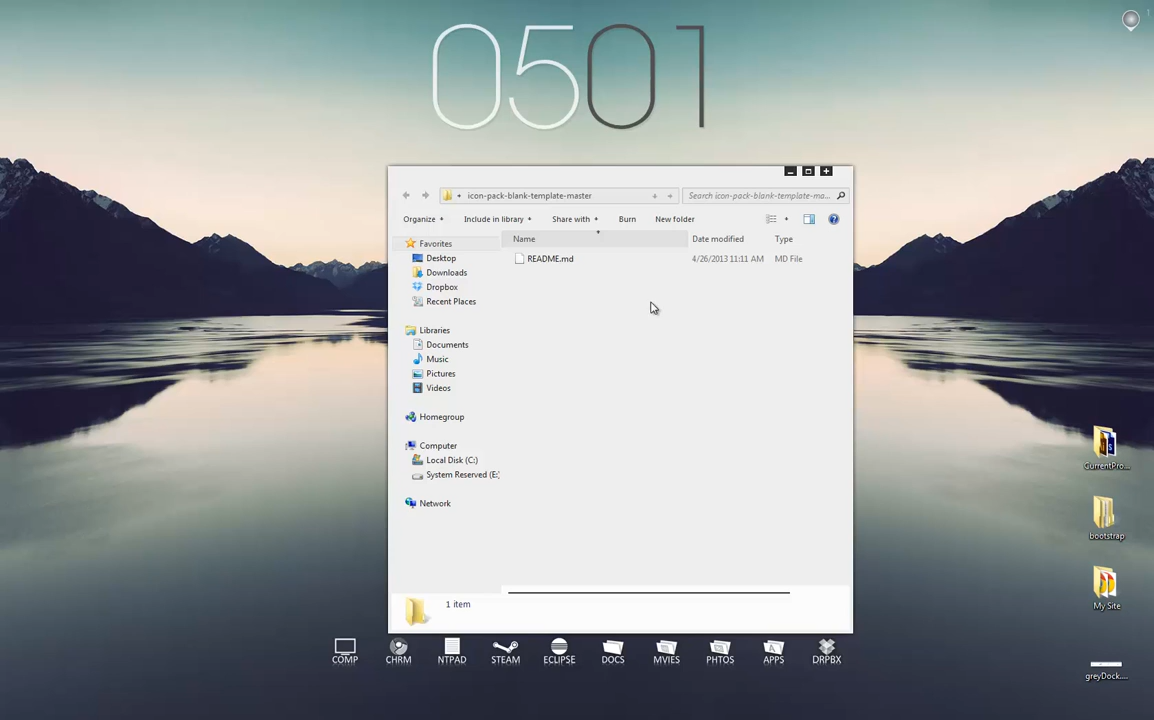 0501
1
icon-pack-blank-template-master
Search icon-pack-blank-template-ma...
Organize
Include in library
Share with
Burn
New folder
Name
Date modified
Type
README.md
4/26/2013 11:11 AM
MD File
Favorites
Desktop
Downloads
Dropbox
Recent Places
Libraries
Documents
Music
Pictures
Videos
Homegroup
Computer
Local Disk (C:)
System Reserved (E:)
Network
1 item
CurrentPro...
bootstrap
My Site
greyDock....
COMP
CHRM
NTPAD
STEAM
ECLIPSE
DOCS
MVIES
PHTOS
APPS
DRPBX